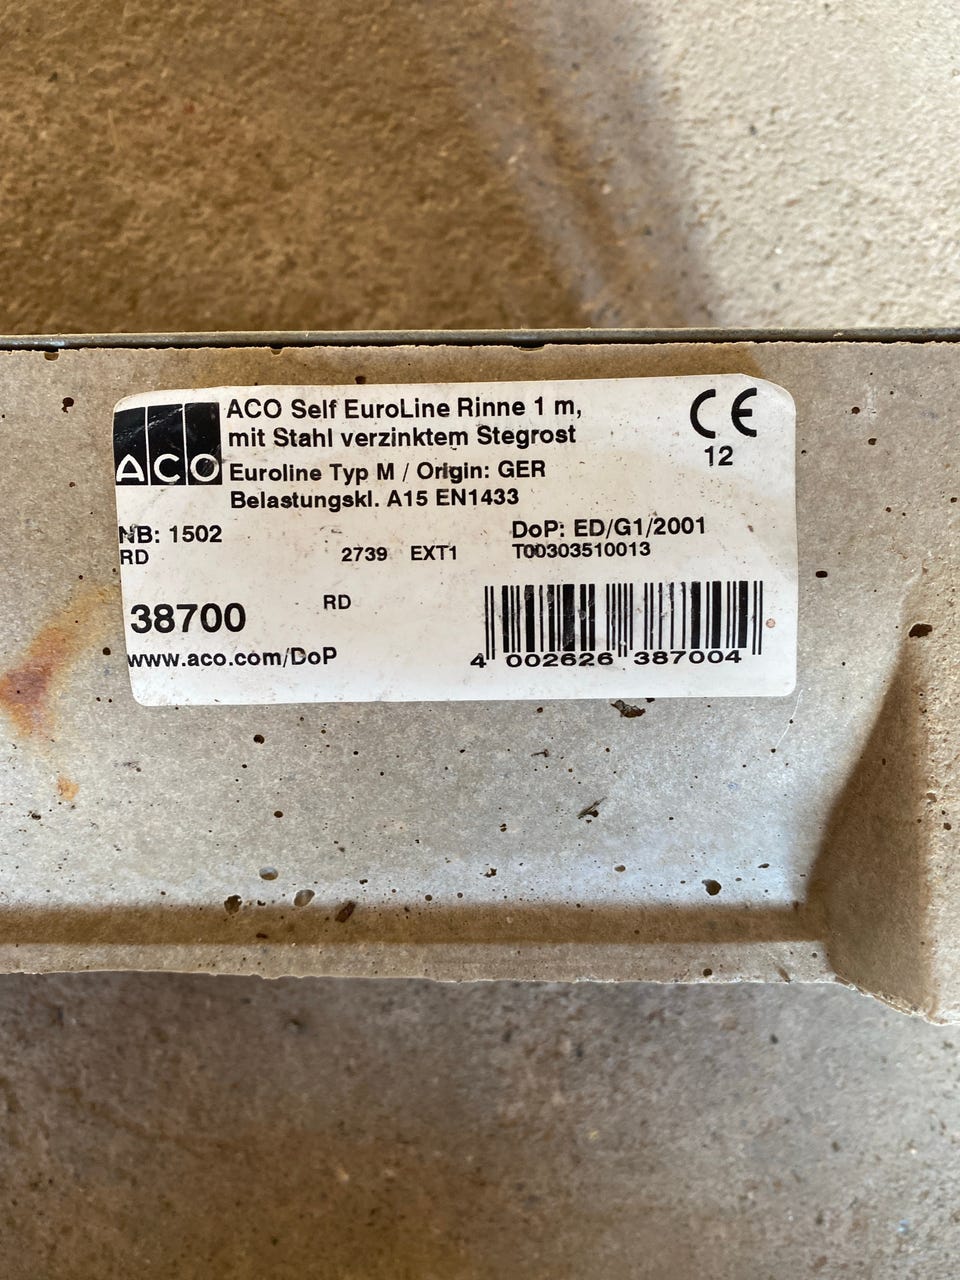 ACO
ACO Self EuroLine Rinne 1 m,
mit Stahl verzinktem Stegrost
Euroline Typ M / Origin: GER
Belastungskl. A15 EN1433
CE
12
NB: 1502
DoP: ED/G1/2001
RD 2739 EXT1 T00303510013
38700 RD
www.aco.com/DoP
4 002626 387004